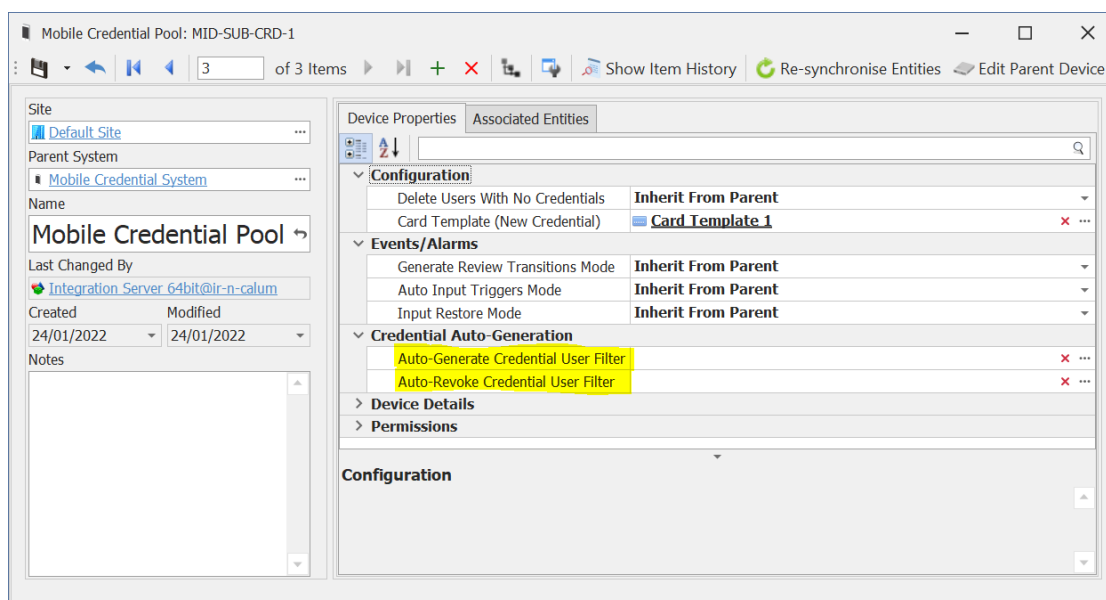 Mobile Credential Pool: MID-SUB-CRD-1
3 of 3 Items Show Item History Re-synchronise Entities Edit Parent Device
Site
Default Site
Parent System
Mobile Credential System
Name
Mobile Credential Pool
Last Changed By
Integration Server 64bit@ir-n-calum
Created Modified
24/01/2022 24/01/2022
Notes
Device Properties Associated Entities
Configuration
Delete Users With No Credentials Inherit From Parent
Card Template (New Credential) Card Template 1
Events/Alarms
Generate Review Transitions Mode Inherit From Parent
Auto Input Triggers Mode Inherit From Parent
Input Restore Mode Inherit From Parent
Credential Auto-Generation
Auto-Generate Credential User Filter
Auto-Revoke Credential User Filter
Device Details
Permissions
Configuration